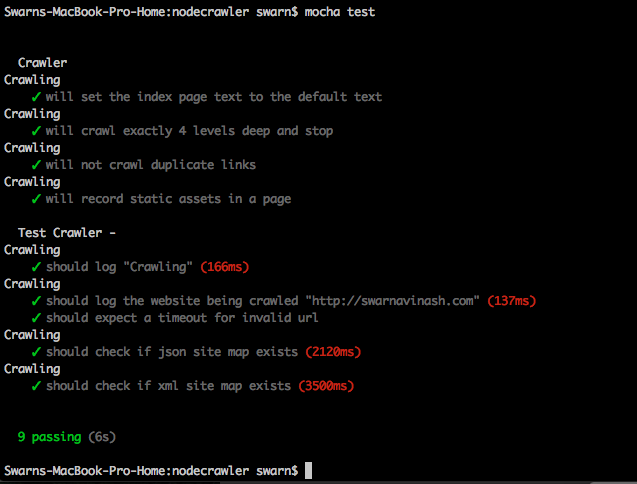 Swarns-MacBook-Pro-Home:nodecrawler swarn$ mocha test
Crawler
Crawling
✓ will set the index page text to the default text
Crawling
✓ will crawl exactly 4 levels deep and stop
Crawling
✓ will not crawl duplicate links
Crawling
✓ will record static assets in a page
Test Crawler -
Crawling
✓ should log "Crawling" (166ms)
Crawling
✓ should log the website being crawled "http://swarnavinash.com" (137ms)
✓ should expect a timeout for invalid url
Crawling
✓ should check if json site map exists (2120ms)
Crawling
✓ should check if xml site map exists (3500ms)
9 passing (6s)
Swarns-MacBook-Pro-Home:nodecrawler swarn$